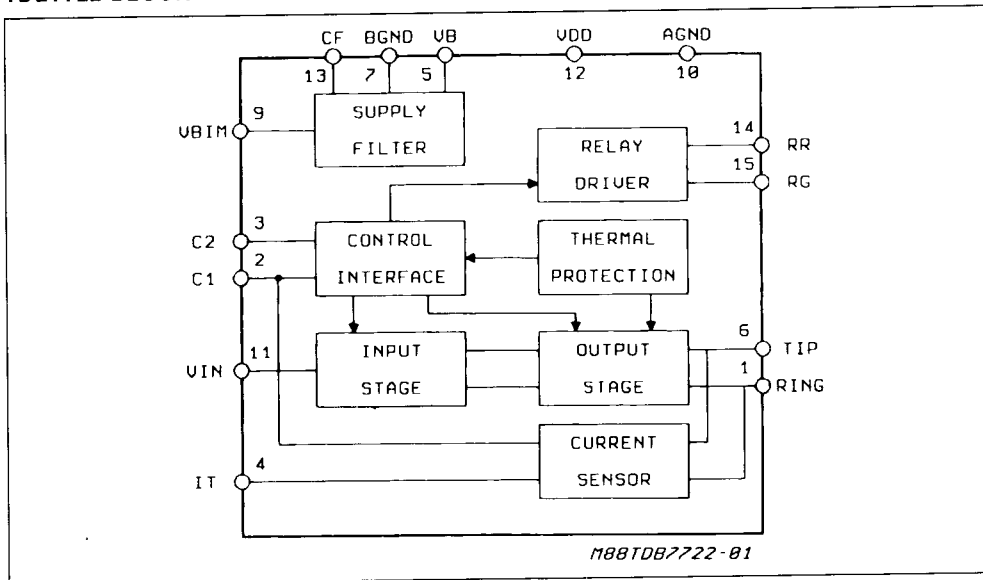 CF BGND VB VDD AGND
13 7 5 12 10
9 SUPPLY
VBIM FILTER
14
RELAY RR
15
DRIVER RG
3
C2 CONTROL THERMAL
2
C1 INTERFACE PROTECTION
6
11 INPUT OUTPUT TIP
1
VIN STAGE STAGE RING
CURRENT
4
IT SENSOR
M88TDB7722-01